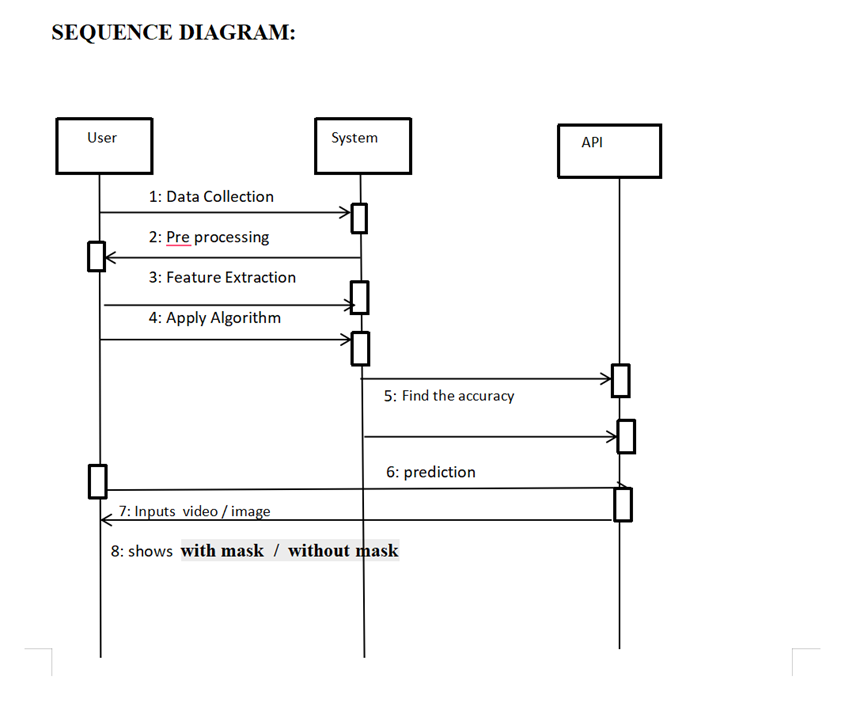 SEQUENCE DIAGRAM:
User
System
API
1: Data Collection
2: Pre processing
3: Feature Extraction
4: Apply Algorithm
5: Find the accuracy
6: prediction
7: Inputs video / image
8: shows with mask / without mask